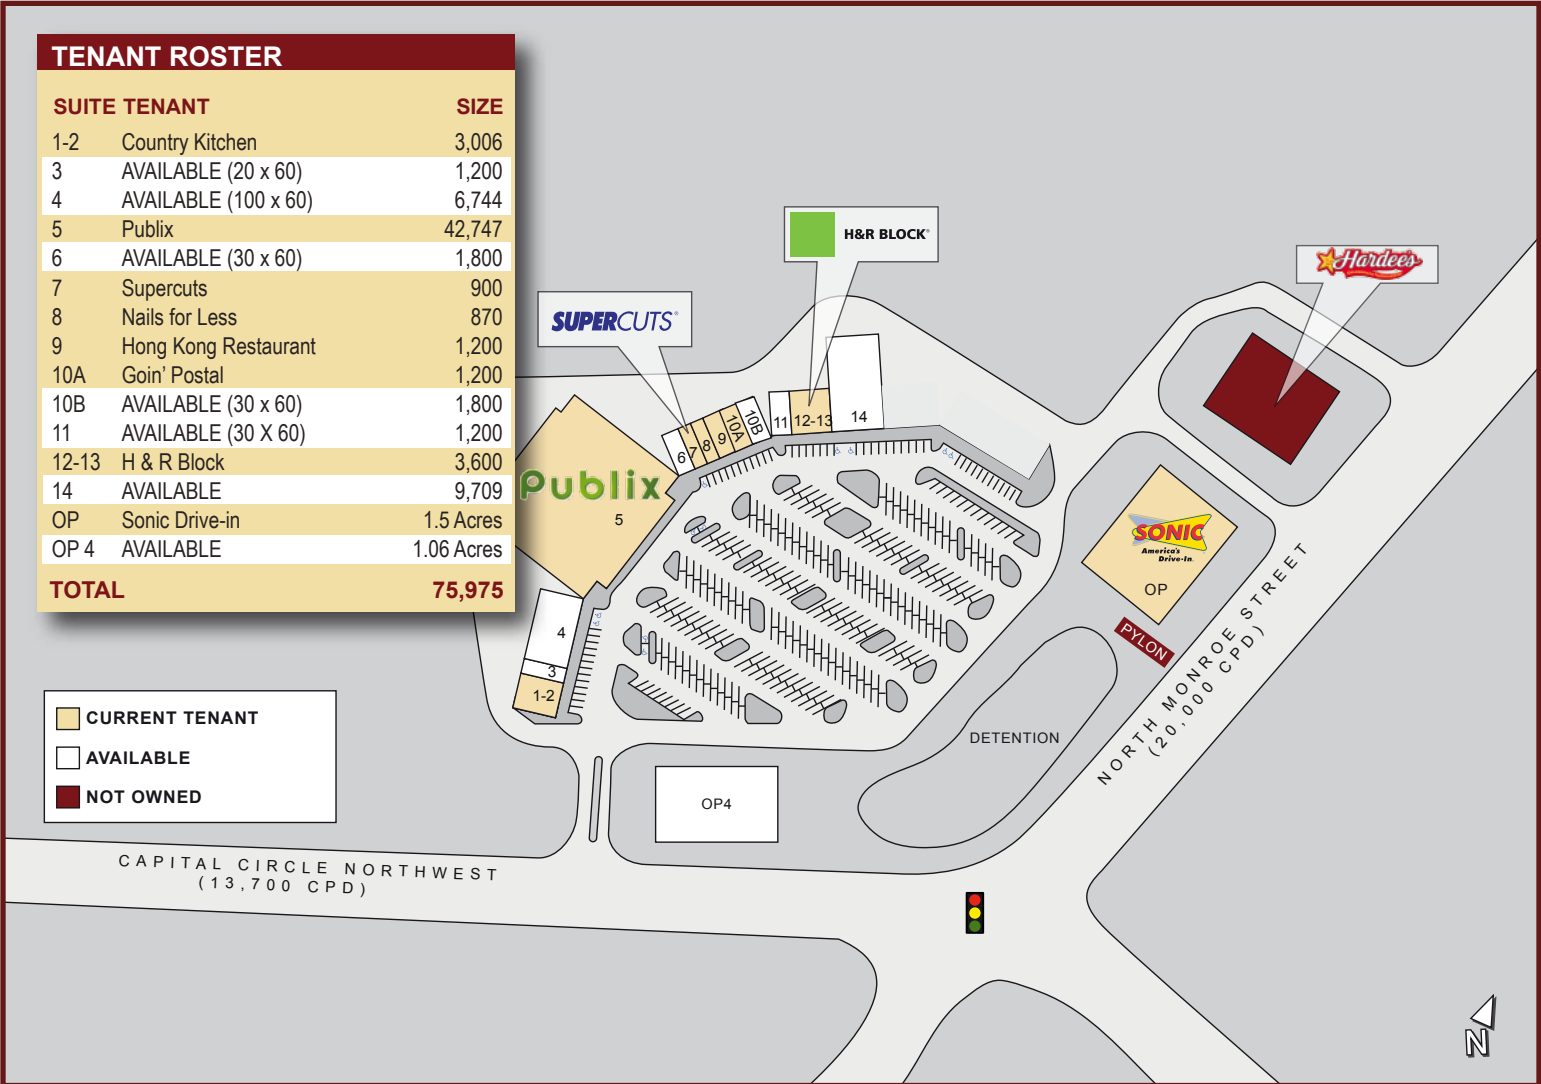 TENANT ROSTER
SUITE TENANT SIZE
1-2 Country Kitchen 3,006
3 AVAILABLE (20 x 60) 1,200
4 AVAILABLE (100 x 60) 6,744
5 Publix 42,747
6 AVAILABLE (30 x 60) 1,800
7 Supercuts 900
8 Nails for Less 870
9 Hong Kong Restaurant 1,200
10A Goin' Postal 1,200
10B AVAILABLE (30 x 60) 1,800
11 AVAILABLE (30 X 60) 1,200
12-13 H & R Block 3,600
14 AVAILABLE 9,709
OP Sonic Drive-in 1.5 Acres
OP 4 AVAILABLE 1.06 Acres
TOTAL 75,975
H&R BLOCK®
Hardee's
SUPERCUTS®
6
7
8
9
10A
10B
11
12-13
14
Publix
5
4
3
1-2
SONIC
America's
Drive-In.
OP
PYLON
NORTH MONROE STREET
(20,000 CPD)
DETENTION
OP4
CURRENT TENANT
AVAILABLE
NOT OWNED
CAPITAL CIRCLE NORTHWEST
(13,700 CPD)
N